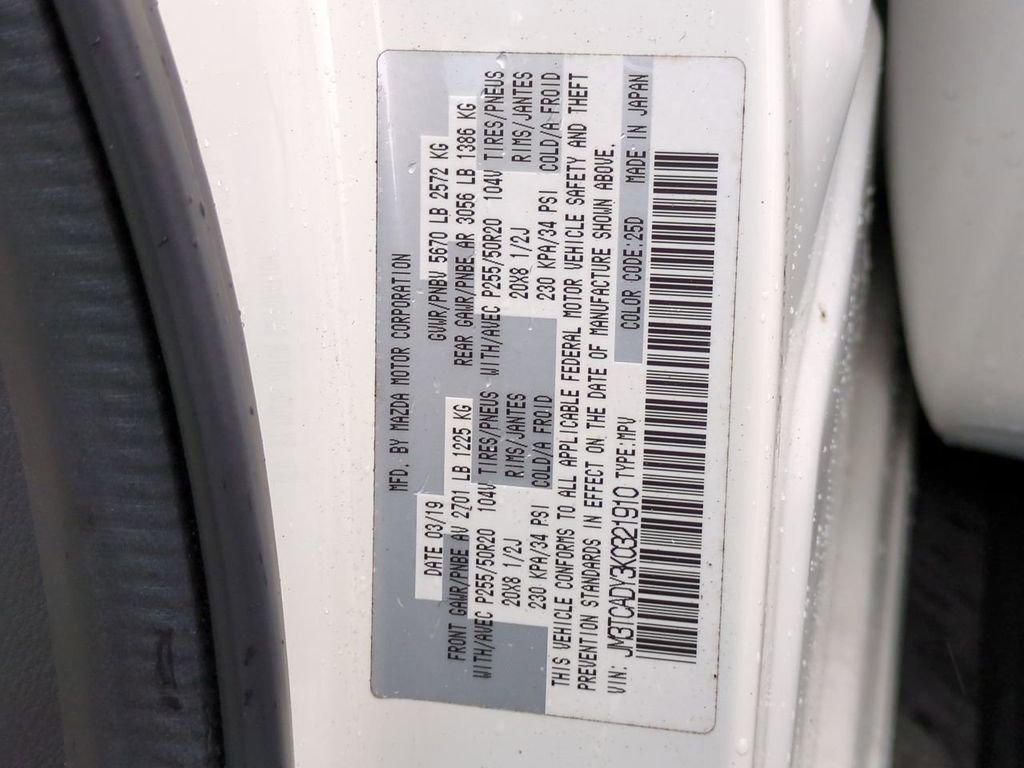 MFD. BY MAZDA MOTOR CORPORATION
DATE 03/19 GVWR/PNBV 5670 LB 2572 KG
FRONT GAWR/PNBE AV 2701 LB 1225 KG REAR GAWR/PNBE AR 3056 LB 1386 KG
WITH/AVEC P255/50R20 104V TIRES/PNEUS WITH/AVEC P255/50R20 104V TIRES/PNEUS
20X8 1/2J RIMS/JANTES 20X8 1/2J RIMS/JANTES
230 KPA/34 PSI COLD/A FROID 230 KPA/34 PSI COLD/A FROID
THIS VEHICLE CONFORMS TO ALL APPLICABLE FEDERAL MOTOR VEHICLE SAFETY AND THEFT
PREVENTION STANDARDS IN EFFECT ON THE DATE OF MANUFACTURE SHOWN ABOVE.
VIN: JM3TCADY3K0321910 TYPE:MPV COLOR CODE:25D MADE IN JAPAN